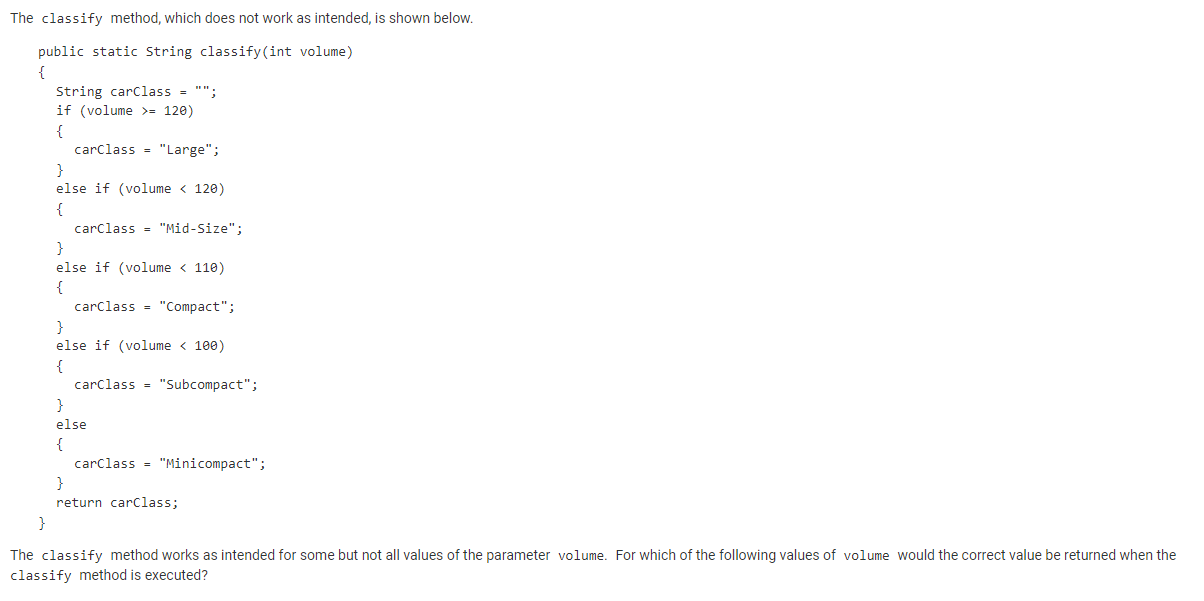 The classify method, which does not work as intended, is shown below.
public static String classify(int volume)
{
String carClass = "";
if (volume >= 120)
{
carClass = "Large";
}
else if (volume < 120)
{
carClass = "Mid-Size";
}
else if (volume < 110)
{
carClass = "Compact";
}
else if (volume < 100)
{
carClass = "Subcompact";
}
else
{
carClass = "Minicompact";
}
return carClass;
}
The classify method works as intended for some but not all values of the parameter volume. For which of the following values of volume would the correct value be returned when the
classify method is executed?